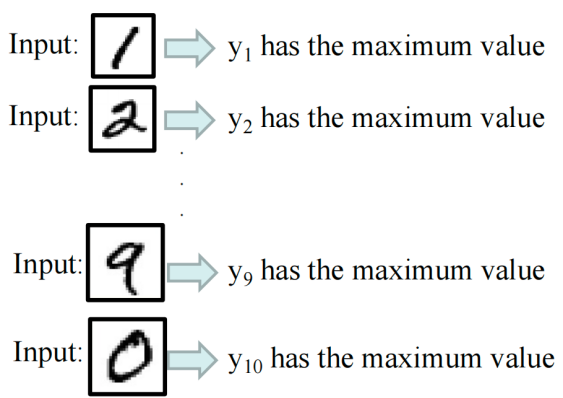 Input: 1 y₁ has the maximum value
Input: 2 y₂ has the maximum value
.
.
.
Input: 9 y₉ has the maximum value
Input: 0 y₁₀ has the maximum value